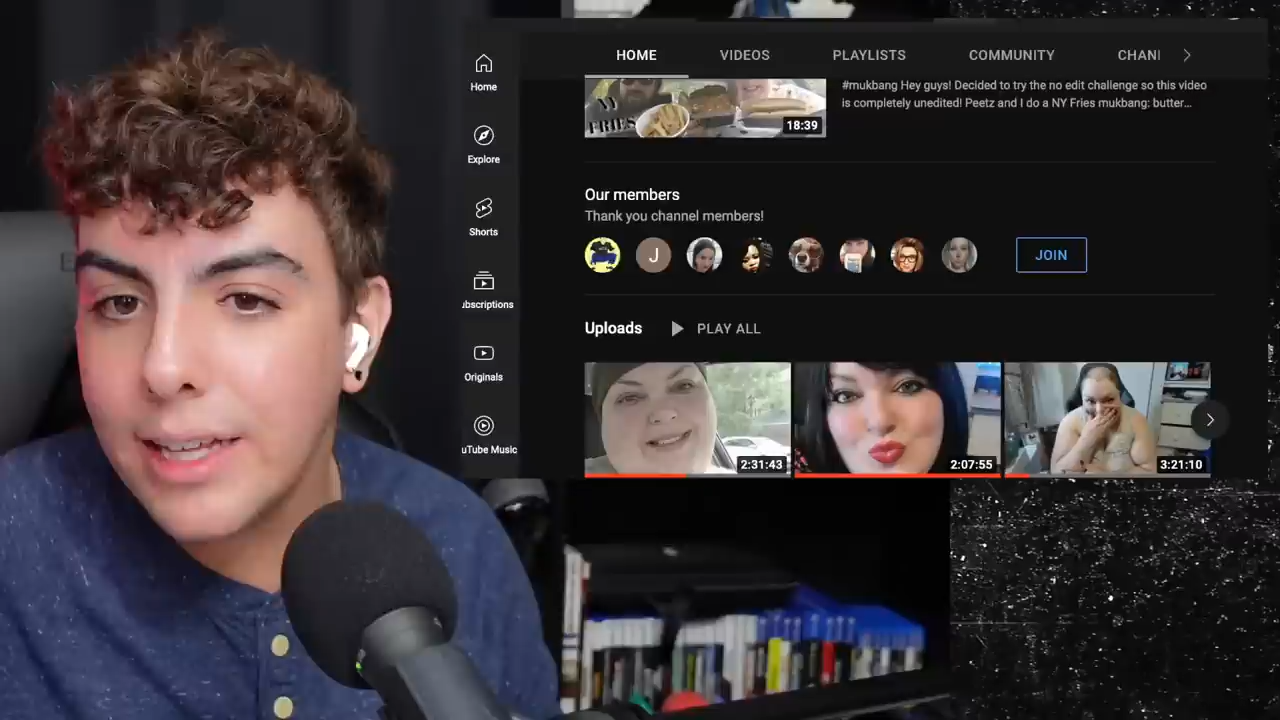 HOME
VIDEOS
PLAYLISTS
COMMUNITY
CHANI
Home
Explore
Shorts
ubscriptions
Originals
uTube Music
FRIES
18:39
#mukbang Hey guys! Decided to try the no edit challenge so this video
is completely unedited! Peetz and I do a NY Fries mukbang: butter...
Our members
Thank you channel members!
J
JOIN
Uploads
PLAY ALL
2:31:43
2:07:55
3:21:10